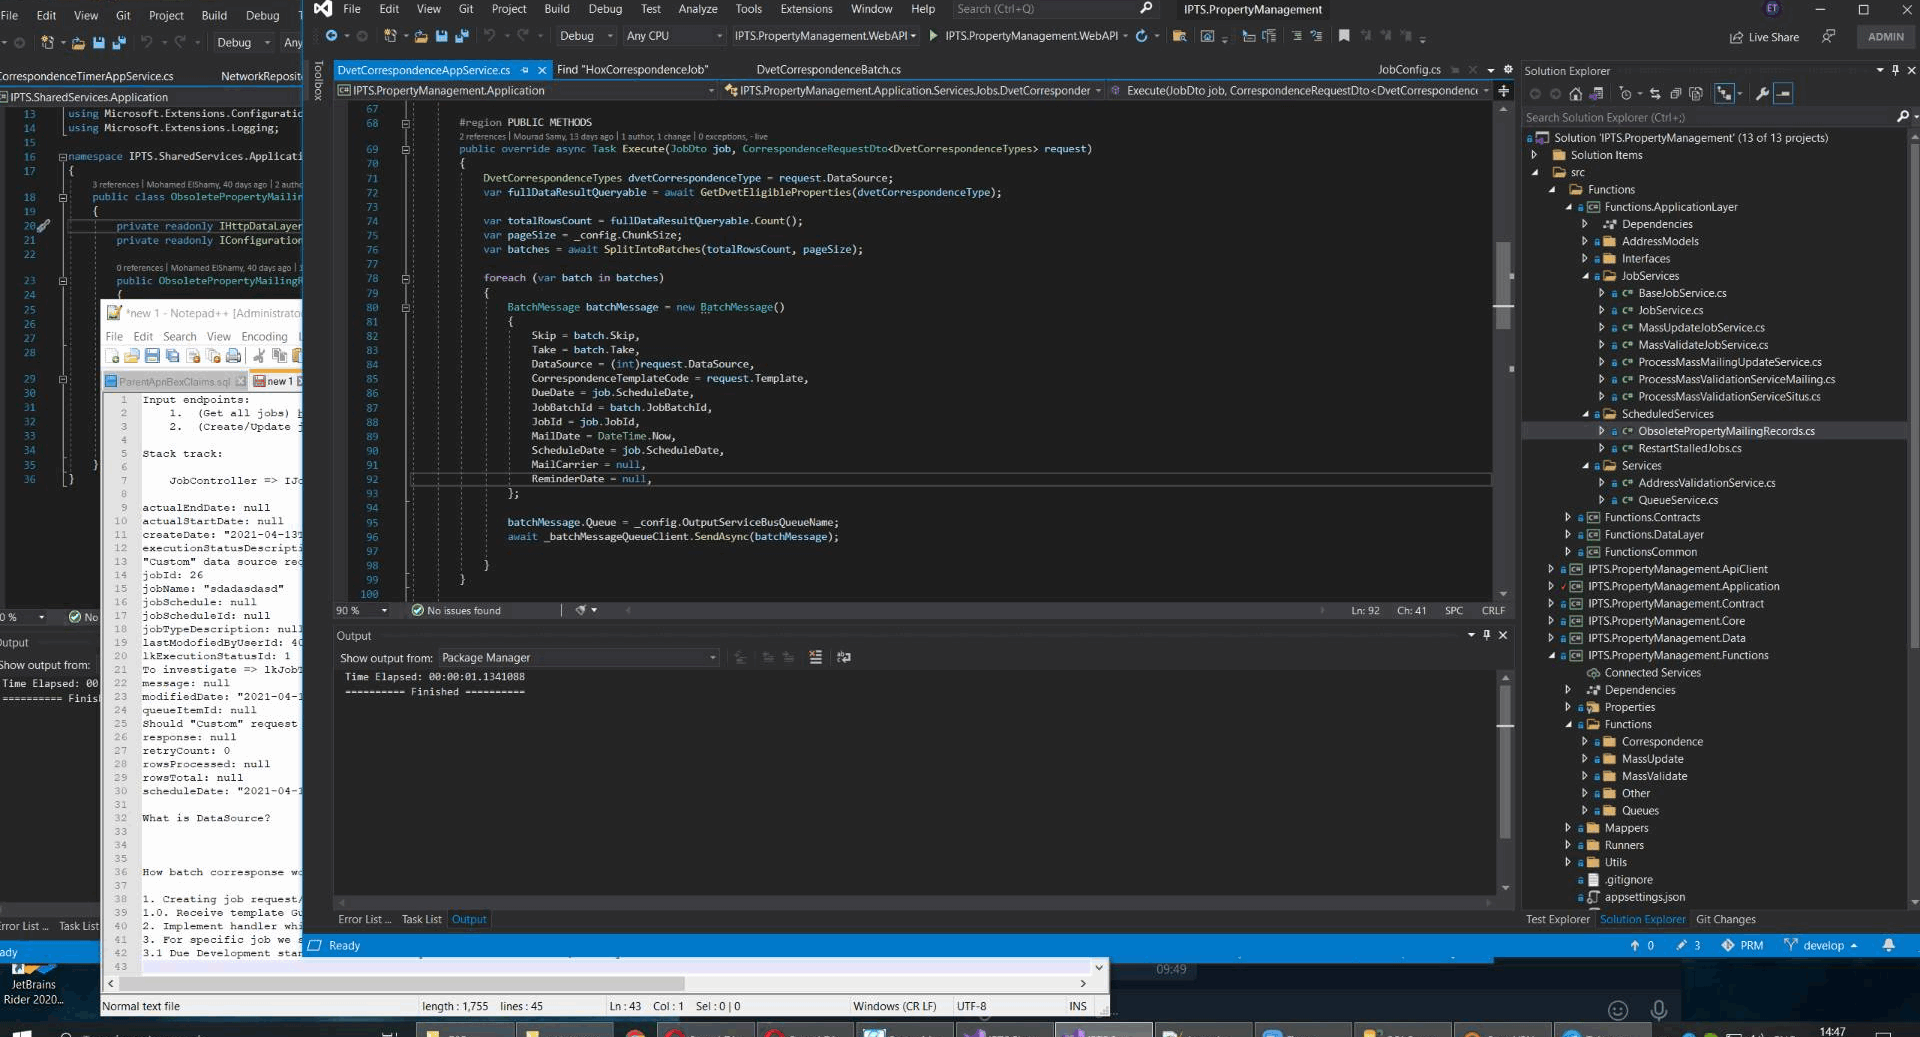 File Edit View Git Project Build Debug
Debug Any
CorrespondenceTimerAppService.cs NetworkReposit
IPTS.SharedServices.Application
13 using Microsoft.Extensions.Configuratio
14 using Microsoft.Extensions.Logging;
15
16 namespace IPTS.SharedServices.Applicati
17 {
3 references | Mohamed ElShamy, 40 days ago | 2 autho
18 public class ObsoletePropertyMailin
19 {
20 private readonly IHttpDataLayer
21 private readonly IConfiguration
22
0 references | Mohamed ElShamy, 40 days ago |
23 public ObsoletePropertyMailingR
24 {
25
26
27
28
29
30
31
32
33
34
35 }
36 }
Output
Show output from:
Time Elapsed: 00
========== Finis
Error List ... Task List
*new 1 - Notepad++ [Administrato
File Edit Search View Encoding
ParentApnBexClaims.sql new 1
1 Input endpoints:
2 1. (Get all jobs)
3 2. (Create/Update j
4
5 Stack track:
6
7 JobController => IJo
8
9 actualEndDate: null
10 actualStartDate: null
11 createDate: "2021-04-13T
12 executionStatusDescripti
13 "Custom" data source rec
14 jobId: 26
15 jobName: "sdadasdasd"
16 jobSchedule: null
17 jobScheduleId: null
18 jobTypeDescription: null
19 lastModofiedByUserId: 40
20 lkExecutionStatusId: 1
21 To investigate => lkJobT
22 message: null
23 modifiedDate: "2021-04-1
24 queueItemId: null
25 Should "Custom" request
26 response: null
27 retryCount: 0
28 rowsProcessed: null
29 rowsTotal: null
30 scheduleDate: "2021-04-1
31
32 What is DataSource?
33
34
35
36 How batch corresponse wo
37
38 1. Creating job request/
39 1.0. Receive template Gu
40 2. Implement handler whi
41 3. For specific job we s
42 3.1 Due Development stan
43
Normal text file length : 1,755 lines : 45 Ln : 43 Col : 1 Sel : 0 | 0 Windows (CR LF) UTF-8 INS
File Edit View Git Project Build Debug Test Analyze Tools Extensions Window Help Search (Ctrl+Q) IPTS.PropertyManagement ET
Debug Any CPU IPTS.PropertyManagement.WebAPI IPTS.PropertyManagement.WebAPI Live Share ADMIN
Toolbox
DvetCorrespondenceAppService.cs Find "HoxCorrespondenceJob" DvetCorrespondenceBatch.cs JobConfig.cs
IPTS.PropertyManagement.Application IPTS.PropertyManagement.Application.Services.Jobs.DvetCorresponder Execute(JobDto job, CorrespondenceRequestDto<DvetCorrespondence
67
68 #region PUBLIC METHODS
2 references | Mourad Samy, 13 days ago | 1 author, 1 change | 0 exceptions, - live
69 public override async Task Execute(JobDto job, CorrespondenceRequestDto<DvetCorrespondenceTypes> request)
70 {
71 DvetCorrespondenceTypes dvetCorrespondenceType = request.DataSource;
72 var fullDataResultQueryable = await GetDvetEligibleProperties(dvetCorrespondenceType);
73
74 var totalRowsCount = fullDataResultQueryable.Count();
75 var pageSize = _config.ChunkSize;
76 var batches = await SplitIntoBatches(totalRowsCount, pageSize);
77
78 foreach (var batch in batches)
79 {
80 BatchMessage batchMessage = new BatchMessage()
81 {
82 Skip = batch.Skip,
83 Take = batch.Take,
84 DataSource = (int)request.DataSource,
85 CorrespondenceTemplateCode = request.Template,
86 DueDate = job.ScheduleDate,
87 JobBatchId = batch.JobBatchId,
88 JobId = job.JobId,
89 MailDate = DateTime.Now,
90 ScheduleDate = job.ScheduleDate,
91 MailCarrier = null,
92 ReminderDate = null,
93 };
94
95 batchMessage.Queue = _config.OutputServiceBusQueueName;
96 await _batchMessageQueueClient.SendAsync(batchMessage);
97
98 }
99 }
100
90 % No issues found Ln: 92 Ch: 41 SPC CRLF
Output
Show output from: Package Manager
Time Elapsed: 00:00:01.1341088
========== Finished ==========
Error List ... Task List Output
Ready 0 3 PRM develop
Solution Explorer
Search Solution Explorer (Ctrl+;)
Solution 'IPTS.PropertyManagement' (13 of 13 projects)
Solution Items
src
Functions
Functions.ApplicationLayer
Dependencies
AddressModels
Interfaces
JobServices
BaseJobService.cs
JobService.cs
MassUpdateJobService.cs
MassValidateJobService.cs
ProcessMassMailingUpdateService.cs
ProcessMassValidationServiceMailing.cs
ProcessMassValidationServiceSitus.cs
ScheduledServices
ObsoletePropertyMailingRecords.cs
RestartStalledJobs.cs
Services
AddressValidationService.cs
QueueService.cs
Functions.Contracts
Functions.DataLayer
FunctionsCommon
IPTS.PropertyManagement.ApiClient
IPTS.PropertyManagement.Application
IPTS.PropertyManagement.Contract
IPTS.PropertyManagement.Core
IPTS.PropertyManagement.Data
IPTS.PropertyManagement.Functions
Connected Services
Dependencies
Properties
Functions
Correspondence
MassUpdate
MassValidate
Other
Queues
Mappers
Runners
Utils
.gitignore
appsettings.json
Test Explorer Solution Explorer Git Changes
JetBrains
Rider 2020...
09:49
14:47